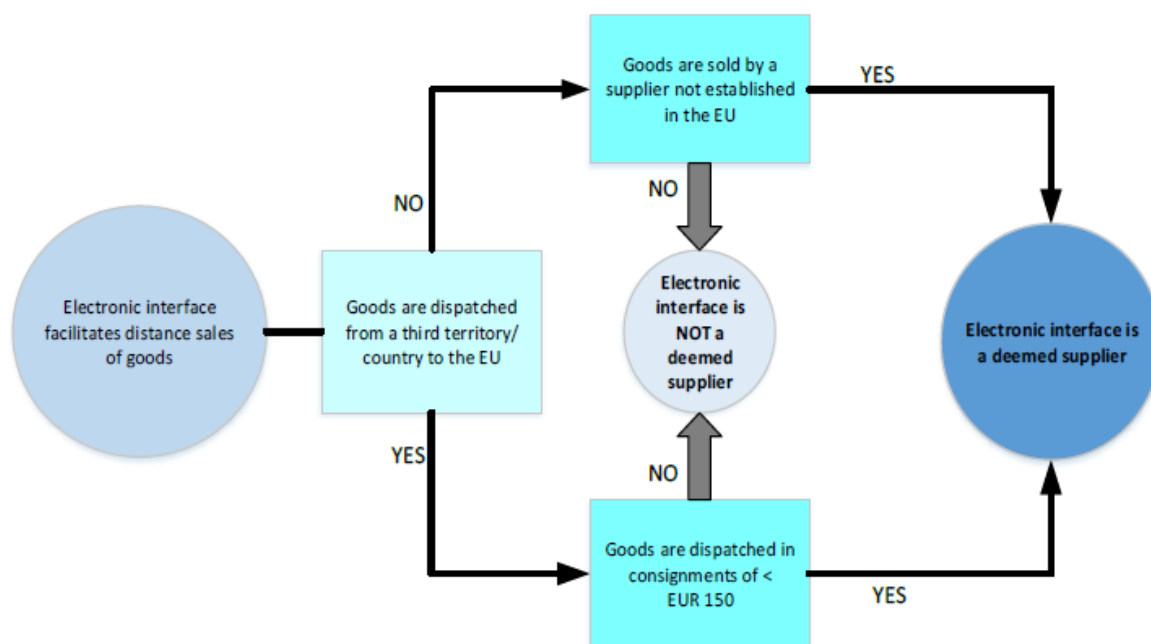 Goods are sold by a
supplier not established
in the EU
YES
NO
NO
Electronic interface
facilitates distance sales
of goods
Goods are dispatched
from a third territory/
country to the EU
Electronic
interface is
NOT a
deemed
supplier
Electronic interface is
a deemed supplier
YES
NO
Goods are dispatched in
consignments of <
EUR 150
YES